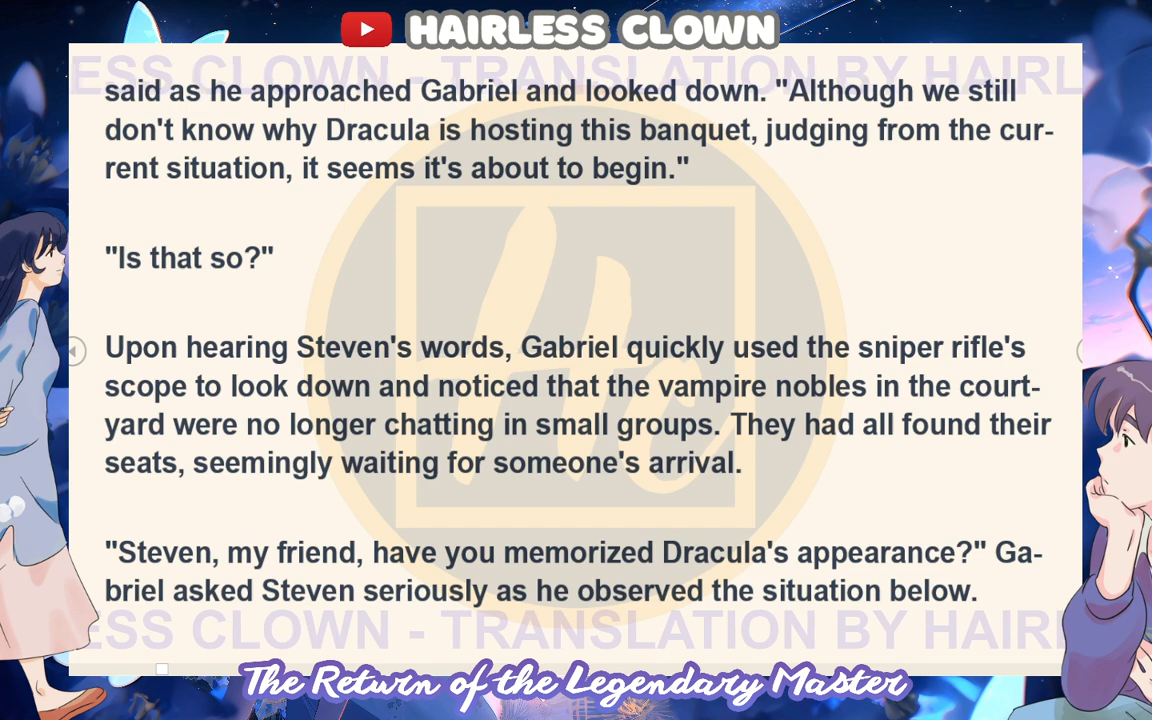 HAIRLESS CLOWN
ESS CLOWN - TRANSLATION BY HAIRL
said as he approached Gabriel and looked down. "Although we still
don't know why Dracula is hosting this banquet, judging from the cur-
rent situation, it seems it's about to begin."
"Is that so?"
Upon hearing Steven's words, Gabriel quickly used the sniper rifle's
scope to look down and noticed that the vampire nobles in the court-
yard were no longer chatting in small groups. They had all found their
seats, seemingly waiting for someone's arrival.
"Steven, my friend, have you memorized Dracula's appearance?" Ga-
briel asked Steven seriously as he observed the situation below.
ESS CLOWN - TRANSLATION BY HAIRL
The Return of the Legendary Master